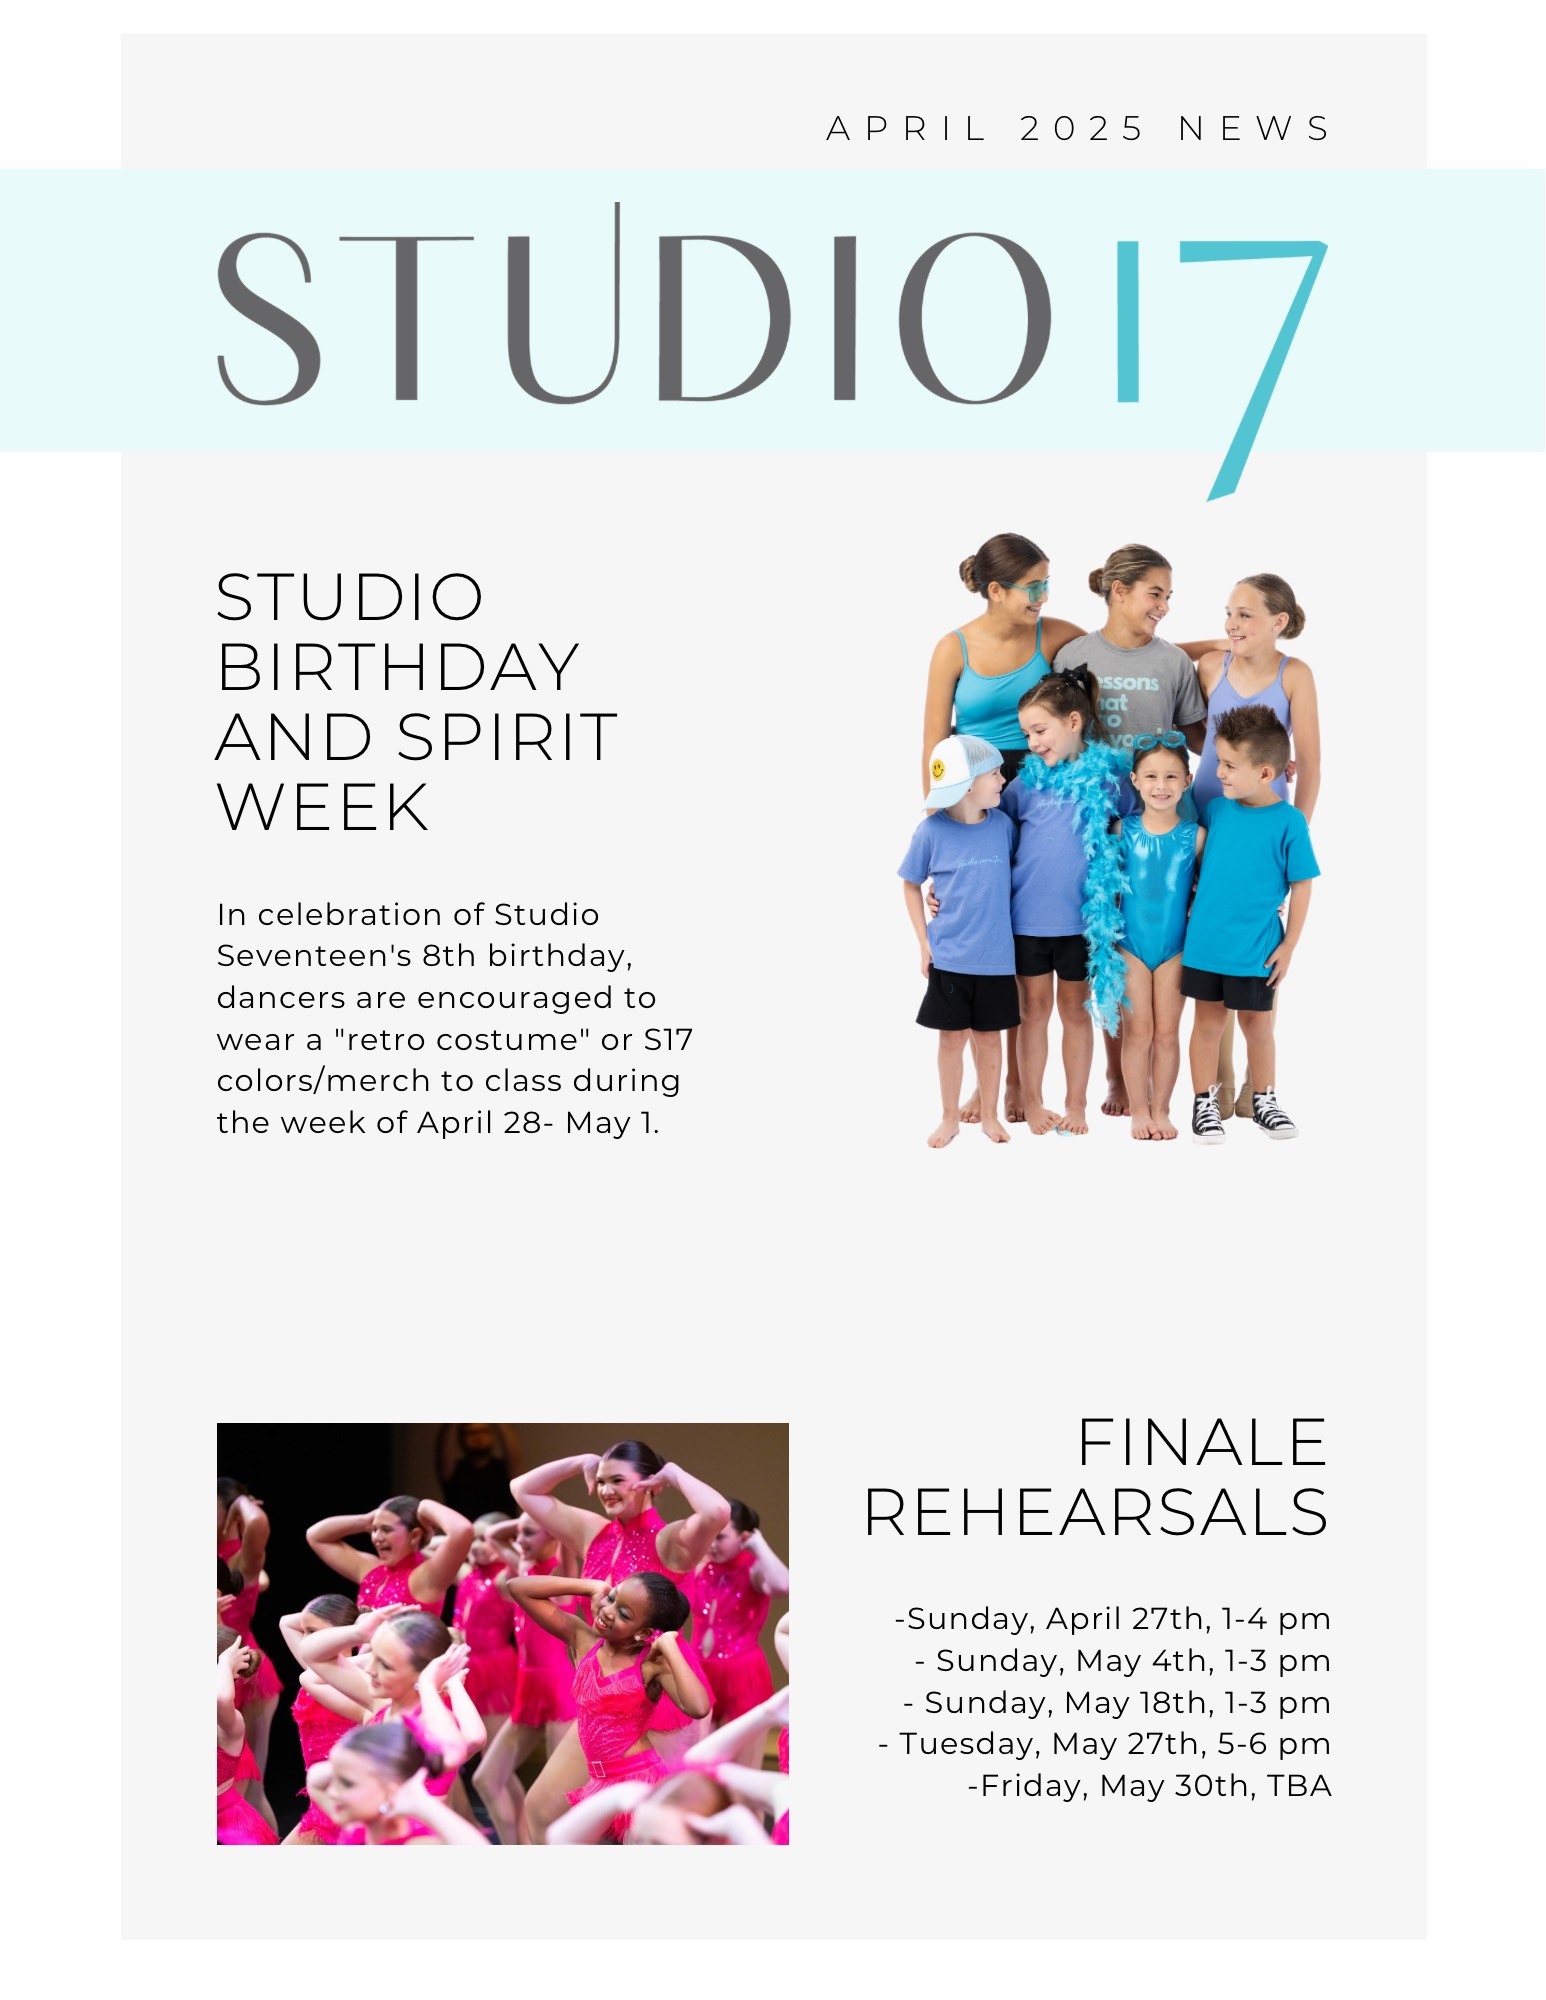 APRIL 2025 NEWS
STUDIO 17
STUDIO
BIRTHDAY
AND SPIRIT
WEEK
In celebration of Studio
Seventeen's 8th birthday,
dancers are encouraged to
wear a "retro costume" or S17
colors/merch to class during
the week of April 28- May 1.
FINALE
REHEARSALS
-Sunday, April 27th, 1-4 pm
- Sunday, May 4th, 1-3 pm
- Sunday, May 18th, 1-3 pm
- Tuesday, May 27th, 5-6 pm
-Friday, May 30th, TBA